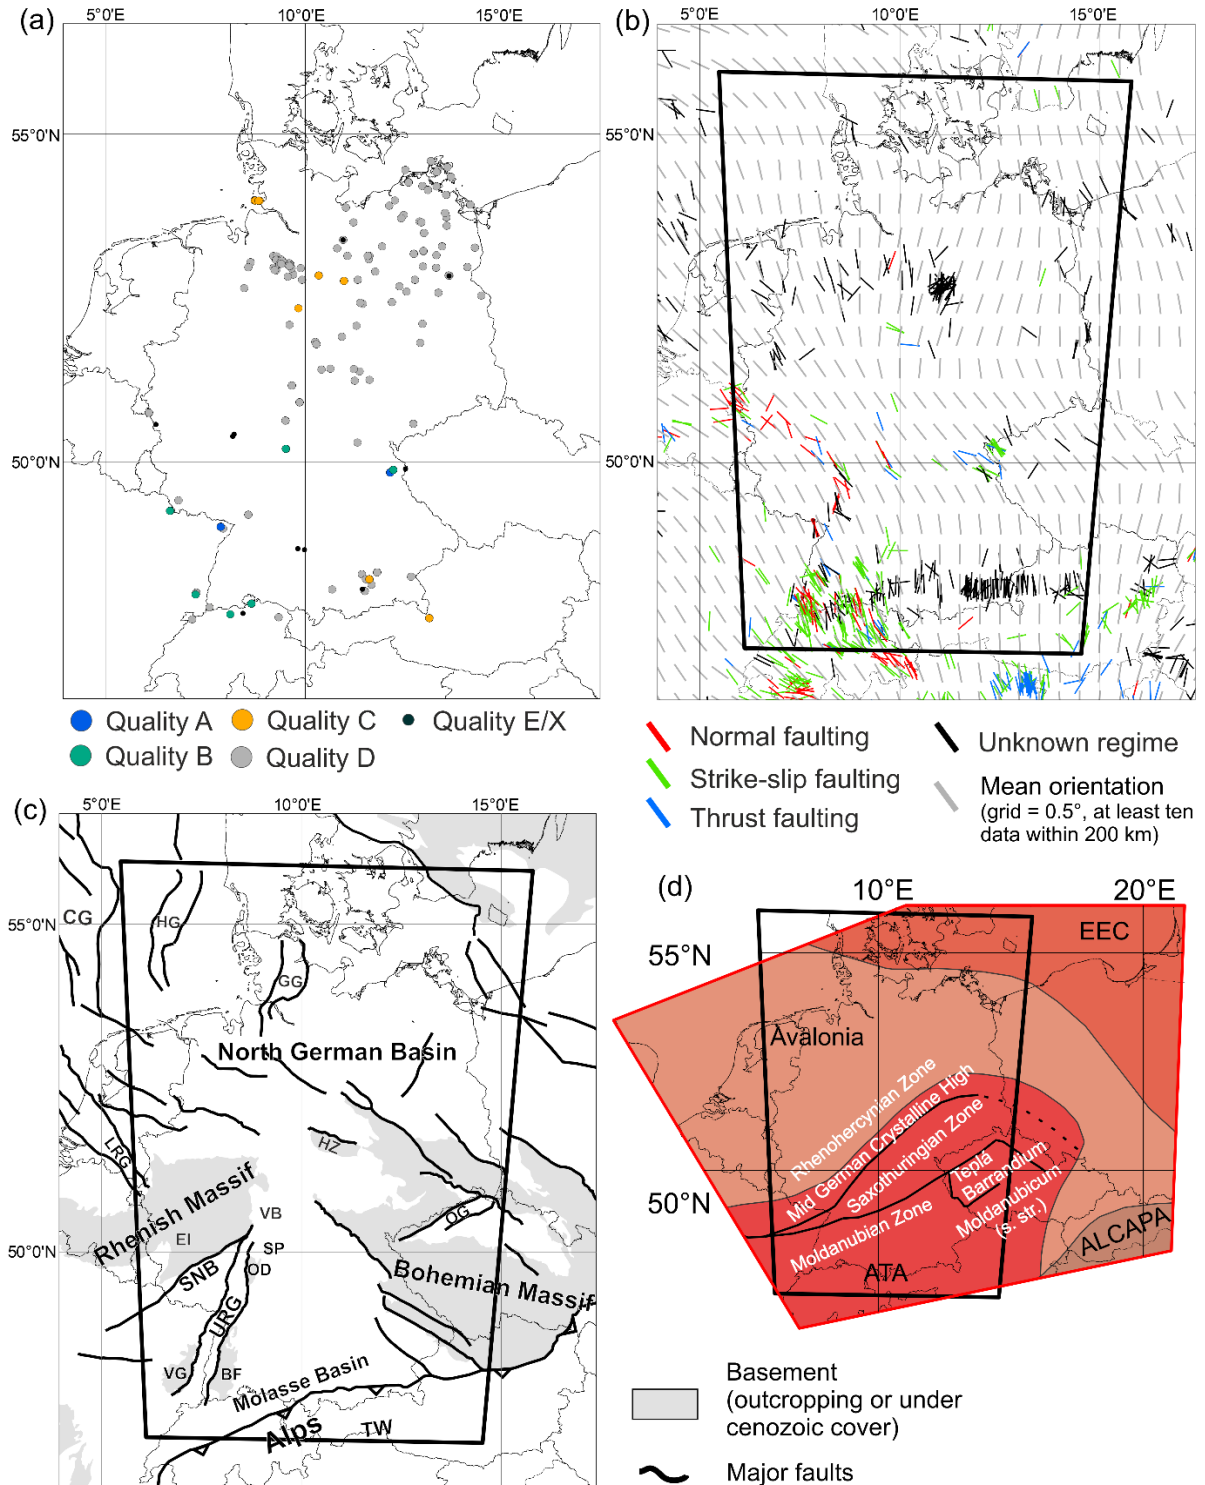 (a)
5°0'E
10°0'E
15°0'E
55°0'N
50°0'N
Quality A
Quality C
Quality E/X
Quality B
Quality D
(b)
5°0'E
10°0'E
15°0'E
55°0'N
50°0'N
Normal faulting
Unknown regime
Strike-slip faulting
Mean orientation
Thrust faulting
(grid = 0.5°, at least ten
data within 200 km)
(c)
5°0'E
10°0'E
15°0'E
55°0'N
50°0'N
CG
HG
GG
North German Basin
LRG
HZ
Rhenish Massif
VB
OG
EI
SP
SNB
OD
Bohemian Massif
URG
VG
BF
Molasse Basin
Alps
TW
(d)
10°E
20°E
55°N
50°N
EEC
Avalonia
Rhenohercynian Zone
Mid German Crystalline High
Saxothuringian Zone
Teplá
Barrandium
Moldanubian Zone
Moldanubicum
(s. str.)
ALCAPA
ATA
Basement
(outcropping or under
cenozoic cover)
Major faults